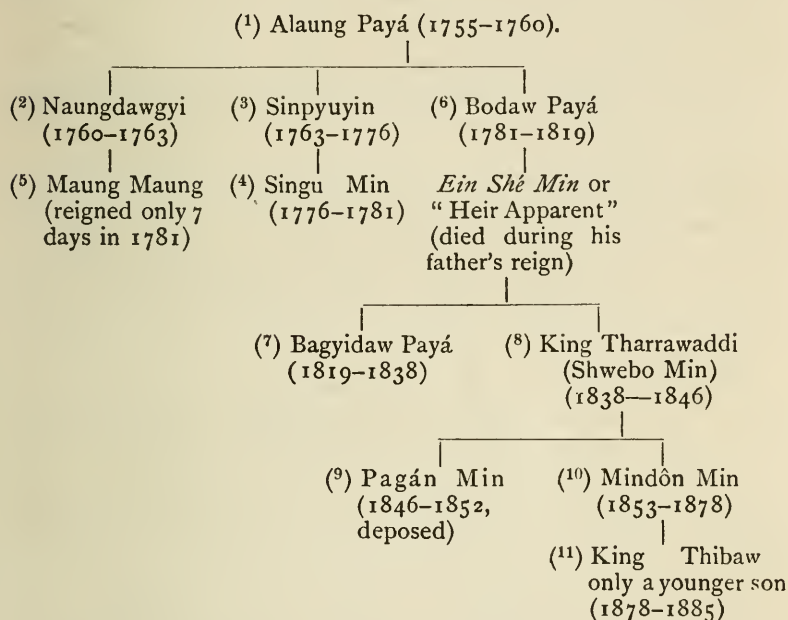 (¹) Alaung Payá (1755–1760).
(²) Naungdawgyi
(1760–1763)
(³) Sinpyuyin
(1763–1776)
(⁶) Bodaw Payá
(1781–1819)
(⁵) Maung Maung
(reigned only 7
days in 1781)
(⁴) Singu Min
(1776–1781)
Ein Shé Min or
“ Heir Apparent”
(died during his
father's reign)
(⁷) Bagyidaw Payá
(1819–1838)
(⁸) King Tharrawaddi
(Shwebo Min)
(1838—1846)
(⁹) Pagán Min
(1846–1852,
deposed)
(¹⁰) Mindôn Min
(1853–1878)
(¹¹) King Thibaw
only a younger son
(1878–1885)